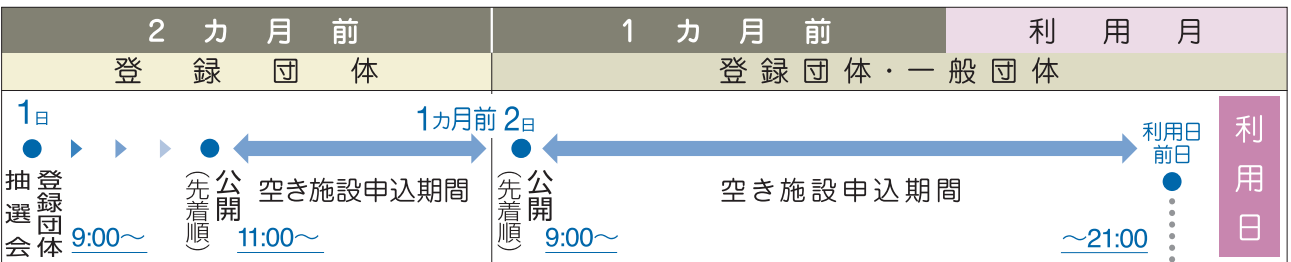 2カ月前
1カ月前
利用月
登録団体
登録団体・一般団体
1日
登録団体
抽選会
9:00〜
公開
(先着順)
11:00〜
空き施設申込期間
1カ月前 2日
公開
(先着順)
9:00〜
空き施設申込期間
〜21:00
利用日
前日
利用日